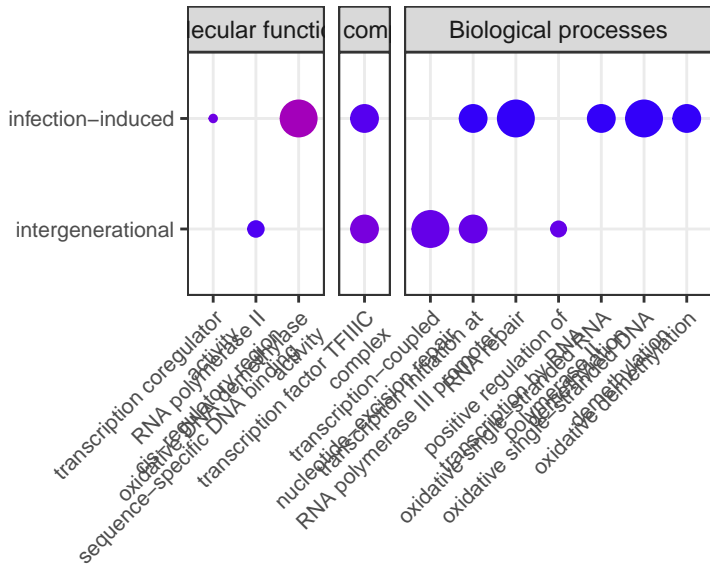 lecular functio
comp
Biological processes
infection−induced
intergenerational
transcription coregulator
activity
RNA polymerase II
cis−regulatory region
sequence−specific DNA binding
oxidative DNA demethylase
activity
transcription factor TFIIIC
complex
transcription−coupled
nucleotide−excision repair
transcription initiation at
RNA polymerase III promoter
RNA repair
positive regulation of
transcription by RNA
polymerase II
oxidative single−stranded RNA
demethylation
oxidative single−stranded DNA
demethylation
oxidative demethylation